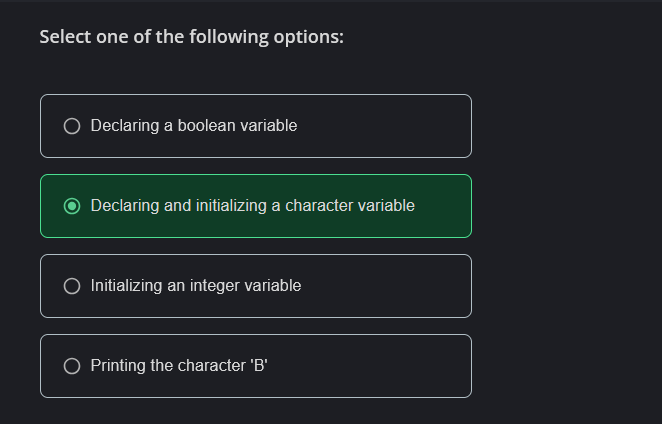 Select one of the following options:
Declaring a boolean variable
Declaring and initializing a character variable
Initializing an integer variable
Printing the character 'B'